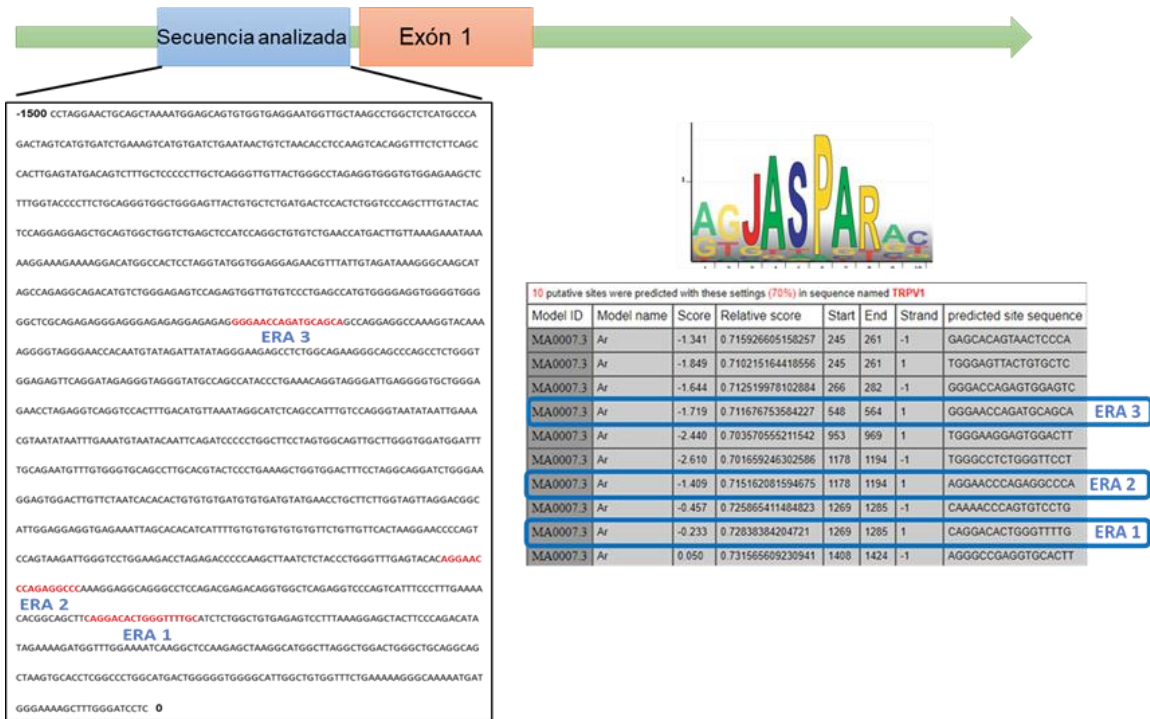 Secuencia analizada
Exón 1
-1500 CCTAGGAACTGCAGCTAAAATGGAGCAGTGTGGTGAGGAATGGTTGCTAAGCCTGGCTCTCATGCCCA
GACTAGTCATGTGATCTGAAAGTCATGTGATCTGAATAACTGTCTAACACCTCCAAGTCACAGGTTTCTCTTCAGC
CACTTGAGTATGACAGTCTTTGCTCCCCCTTGCTCAGGGTTGTTACTGGGCCTAGAGGTGGGTGTGGAGAAGCTC
TTTGGTACCCCTTCTGCAGGGTGGCTGGGAGTTACTGTGCTCTGATGACTCCACTCTGGTCCCAGCTTTGTACTAC
TCCAGGAGGAGCTGCAGTGGCTGGTCTGAGCTCCATCCAGGCTGTGTCTGAACCATGACTTGTTAAAGAAATAAA
AAGGAAAGAAAAGGACATGGCCACTCCTAGGTATGGTGGAGGAGAACGTTTATTGTAGATAAAGGGCAAGCAT
AGCCAGAGGCAGACATGTCTGGGAGAGTCCAGAGTGGTTGTGTCCCTGAGCCATGTGGGGAGGTGGGGTGGG
GGCTCGCAGAGAGGGAGGGAGAGAGGAGAGAGGGGAACCAGATGCAGCAGCCAGGAGGCCAAAGGTACAAA
ERA 3
AGGGGTAGGGAACCACAATGTATAGATTATATAGGGAAGAGCCTCTGGCAGAAGGGCAGCCCAGCCTCTGGGT
GGAGAGTTCAGGATAGAGGGTAGGGTATGCCAGCCATACCCTGAAACAGGTAGGGATTGAGGGGTGCTGGGA
GAACCTAGAGGTCAGGTCCACTTTGACATGTTAAATAGGCATCTCAGCCATTTGTCCAGGGTAATATAATTGAAA
CGTAATATAATTTGAAATGTAATACAATTCAGATCCCCCTGGCTTCCTAGTGGCAGTTGCTTGGGTGGATGGATTT
TGCAGAATGTTTGTGGGTGCAGCCTTGCACGTACTCCCTGAAAGCTGGTGGACTTTCCTAGGCAGGATCTGGGAA
GGAGTGGACTTGTTCTAATCACACACTGTGTGTGATGTGTGATGTATGAACCTGCTTCTTGGTAGTTAGGACGGC
ATTGGAGGAGGTGAGAAATTAGCACACATCATTTTGTGTGTGTGTGTGTTCTGTTGTTCACTAAGGAACCCCAGT
CCAGTAAGATTGGGTCCTGGAAGACCTAGAGACCCCCAAGCTTAATCTCTACCCTGGGTTTGAGTACACAGGAAC
CCAGAGGCCCAAAGGAGGCAGGGCCTCCAGACGAGACAGGTGGCTCAGAGGTCCCAGTCATTTCCCTTTGAAAA
ERA 2
CACGGCAGCTTCAGGACACTGGGTTTTGCATCTCTGGCTGTGAGAGTCCTTTAAAGGAGCTACTTCCCAGACATA
ERA 1
TAGAAAAGATGGTTTGGAAAATCAAGGCTCCAAGAGCTAAGGCATGGCTTAGGCTGGACTGGGCTGCAGGCAG
CTAAGTGCACCTCGGCCCTGGCATGACTGGGGGTGGGGCATTGGCTGTGGTTTCTGAAAAAGGGCAAAAATGAT
GGGAAAAGCTTTGGGATCCTC 0
JASPAR
10 putative sites were predicted with these settings (70%) in sequence named TRPV1
Model ID Model name Score Relative score Start End Strand predicted site sequence
MA0007.3 Ar -1.341 0.715926605158257 245 261 -1 GAGCACAGTAACTCCCA
MA0007.3 Ar -1.849 0.710215164418556 245 261 1 TGGGAGTTACTGTGCTC
MA0007.3 Ar -1.644 0.712519978102884 266 282 -1 GGGACCAGAGTGGAGTC
MA0007.3 Ar -1.719 0.711676753584227 548 564 1 GGGAACCAGATGCAGCA ERA 3
MA0007.3 Ar -2.440 0.703570555211542 953 969 1 TGGGAAGGAGTGGACTT
MA0007.3 Ar -2.610 0.701659246302586 1178 1194 -1 TGGGCCTCTGGGTTCCT
MA0007.3 Ar -1.409 0.715162081594675 1178 1194 1 AGGAACCCAGAGGCCCA ERA 2
MA0007.3 Ar -0.457 0.725865411484823 1269 1285 -1 CAAAACCCAGTGTCCTG
MA0007.3 Ar -0.233 0.72838384204721 1269 1285 1 CAGGACACTGGGTTTTG ERA 1
MA0007.3 Ar 0.050 0.731565609230941 1408 1424 -1 AGGGCCGAGGTGCACTT